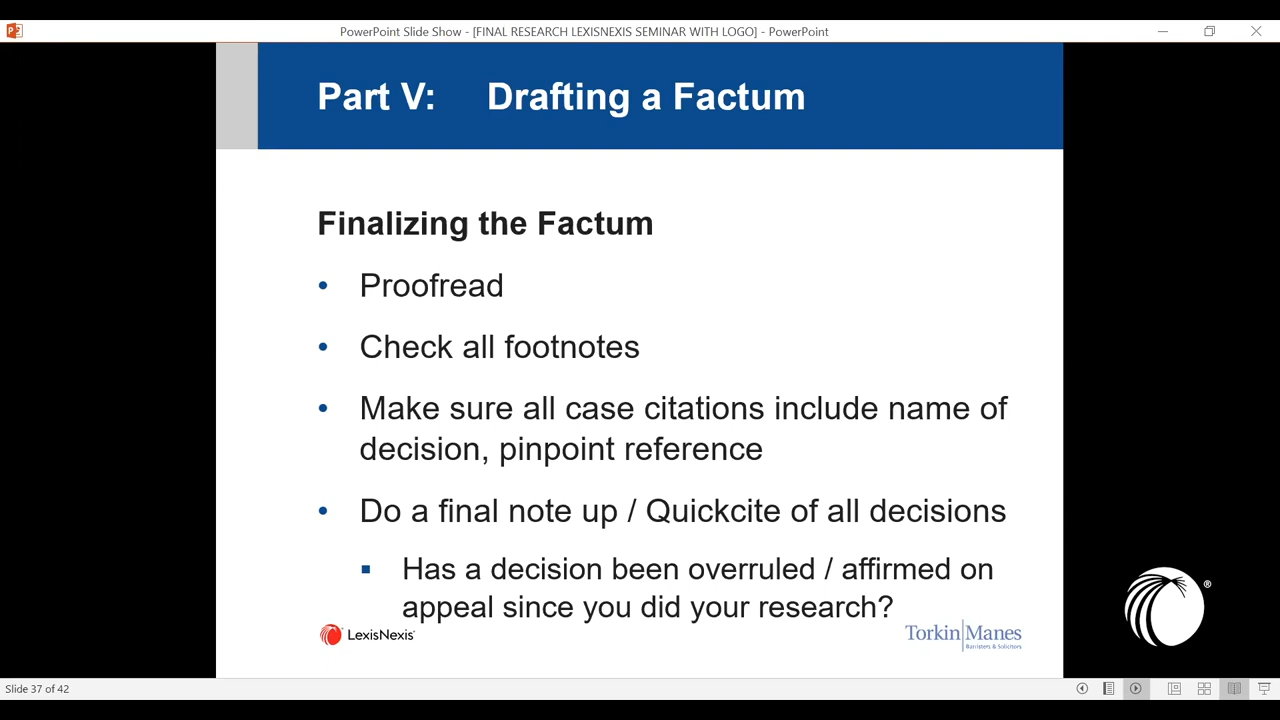 PowerPoint Slide Show - [FINAL RESEARCH LEXISNEXIS SEMINAR WITH LOGO] - PowerPoint
Part V: Drafting a Factum
Finalizing the Factum
• Proofread
• Check all footnotes
• Make sure all case citations include name of
decision, pinpoint reference
• Do a final note up / Quickcite of all decisions
▪ Has a decision been overruled / affirmed on
appeal since you did your research?
LexisNexis®
Torkin|Manes
Barristers & Solicitors
®
Slide 37 of 42